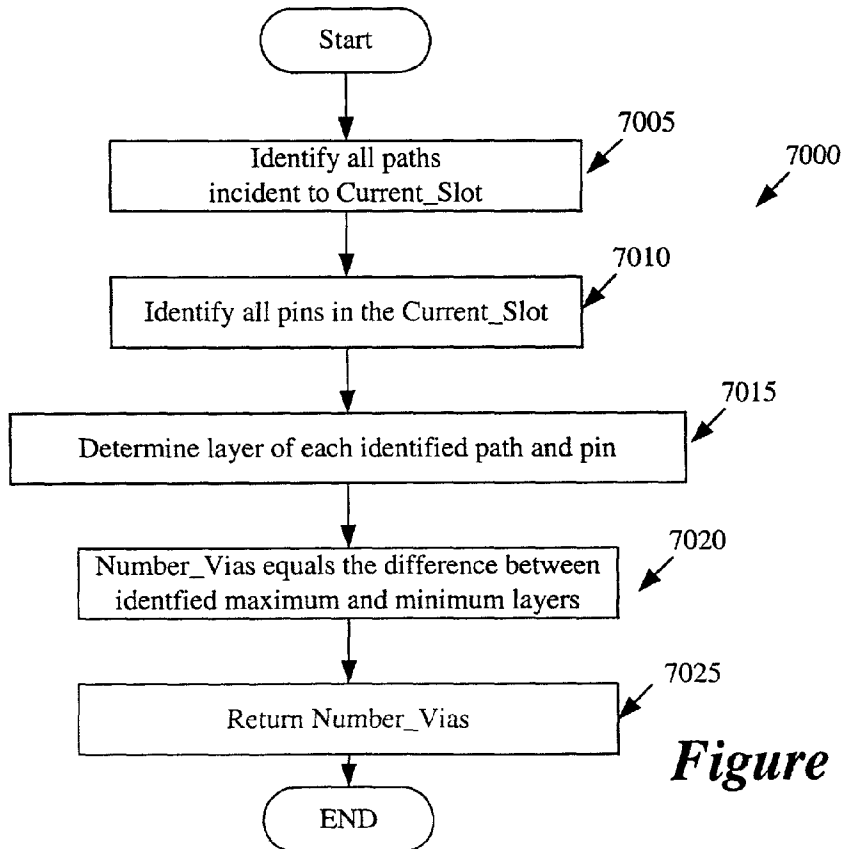 Start
7005
Identify all paths
incident to Current_Slot
7000
7010
Identify all pins in the Current_Slot
7015
Determine layer of each identified path and pin
7020
Number_Vias equals the difference between
identfied maximum and minimum layers
7025
Return Number_Vias
Figure
END